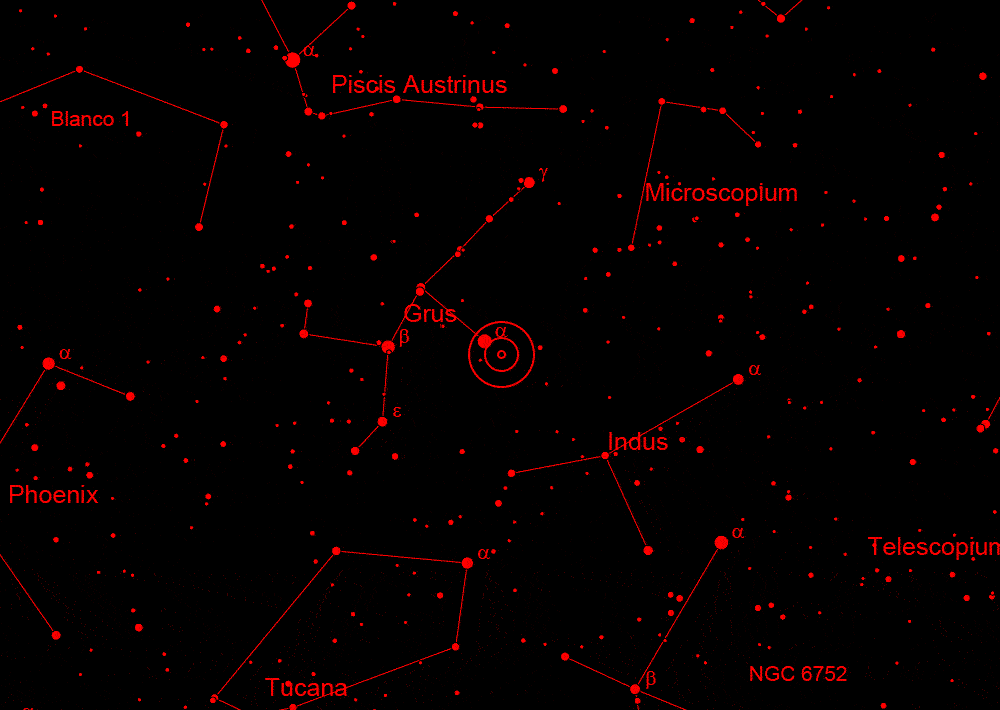 α
Piscis Austrinus
Blanco 1
γ
Microscopium
Grus
α
β
α
α
ε
Indus
Phoenix
α
α
Telescopium
NGC 6752
β
Tucana
α